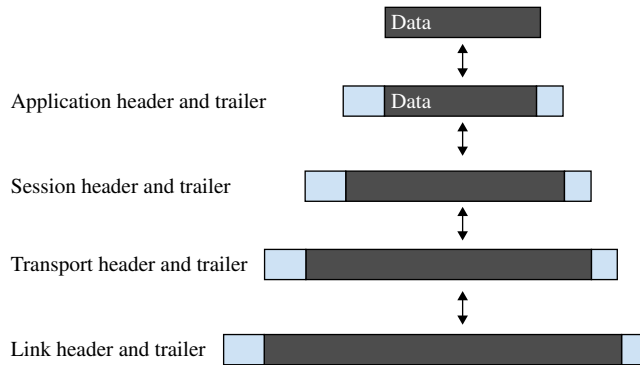 Data
Application header and trailer
Data
Session header and trailer
Transport header and trailer
Link header and trailer